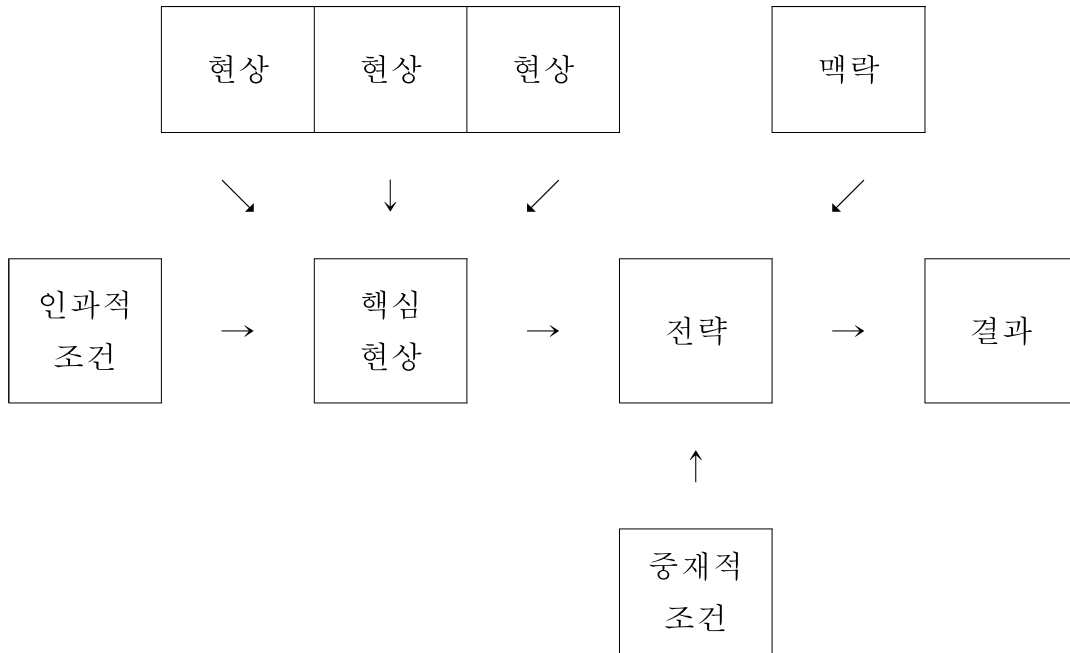 현상 현상 현상 맥락
↘ ↓ ↙ ↙
인과적
조건
→
핵심
현상
→
전략
→
결과
↑
중재적
조건